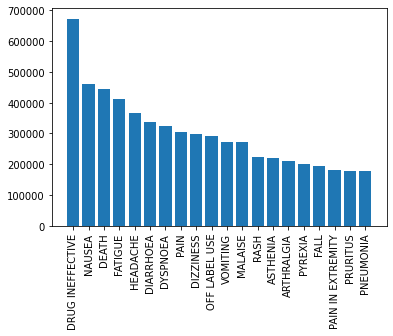 700000
600000
500000
400000
300000
200000
100000
0
DRUG INEFFECTIVE
NAUSEA
DEATH
FATIGUE
HEADACHE
DIARRHOEA
DYSPNOEA
PAIN
DIZZINESS
OFF LABEL USE
VOMITING
MALAISE
RASH
ASTHENIA
ARTHRALGIA
PYREXIA
FALL
PAIN IN EXTREMITY
PRURITUS
PNEUMONIA